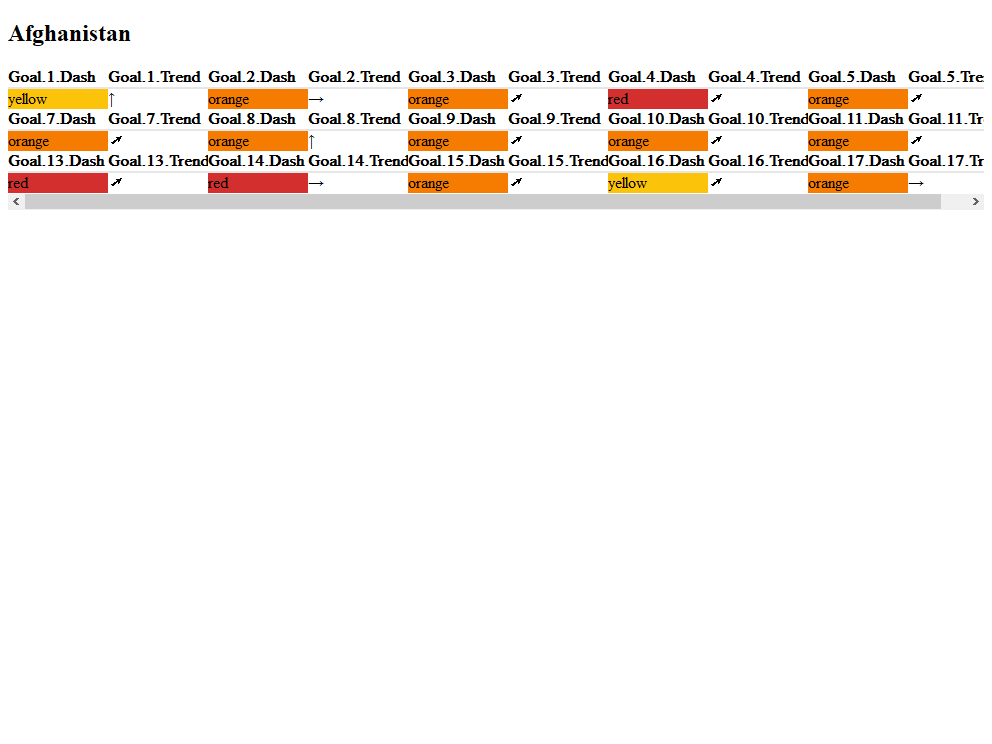 Afghanistan
Goal.1.Dash Goal.1.Trend Goal.2.Dash Goal.2.Trend Goal.3.Dash Goal.3.Trend Goal.4.Dash Goal.4.Trend Goal.5.Dash Goal.5.Tre
yellow ↑ orange → orange ➚ red ➚ orange ➚
Goal.7.Dash Goal.7.Trend Goal.8.Dash Goal.8.Trend Goal.9.Dash Goal.9.Trend Goal.10.Dash Goal.10.Trend Goal.11.Dash Goal.11.Tr
orange ➚ orange ↑ orange ➚ orange ➚ orange ➚
Goal.13.Dash Goal.13.Trend Goal.14.Dash Goal.14.Trend Goal.15.Dash Goal.15.Trend Goal.16.Dash Goal.16.Trend Goal.17.Dash Goal.17.Tr
red ➚ red → orange ➚ yellow ➚ orange →